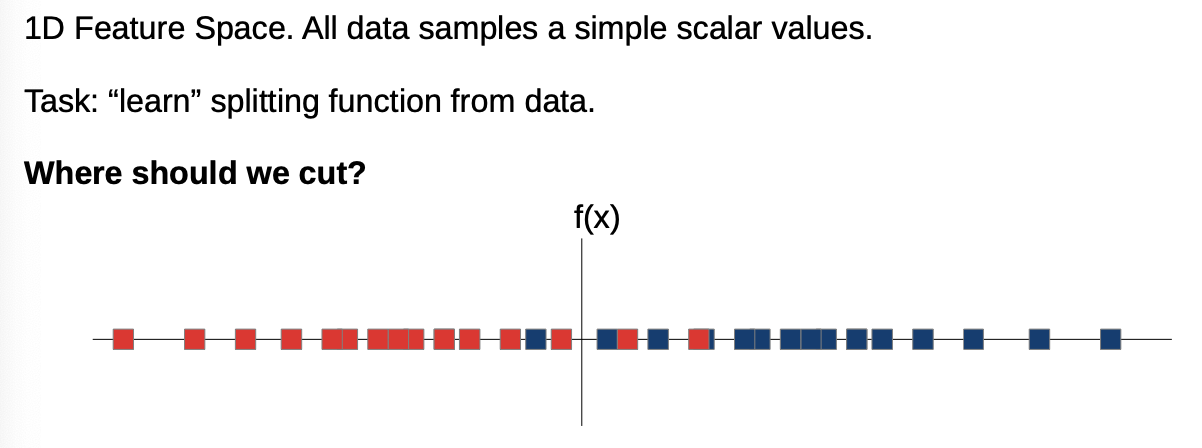 1D Feature Space. All data samples a simple scalar values.
Task: “learn” splitting function from data.
Where should we cut?
f(x)